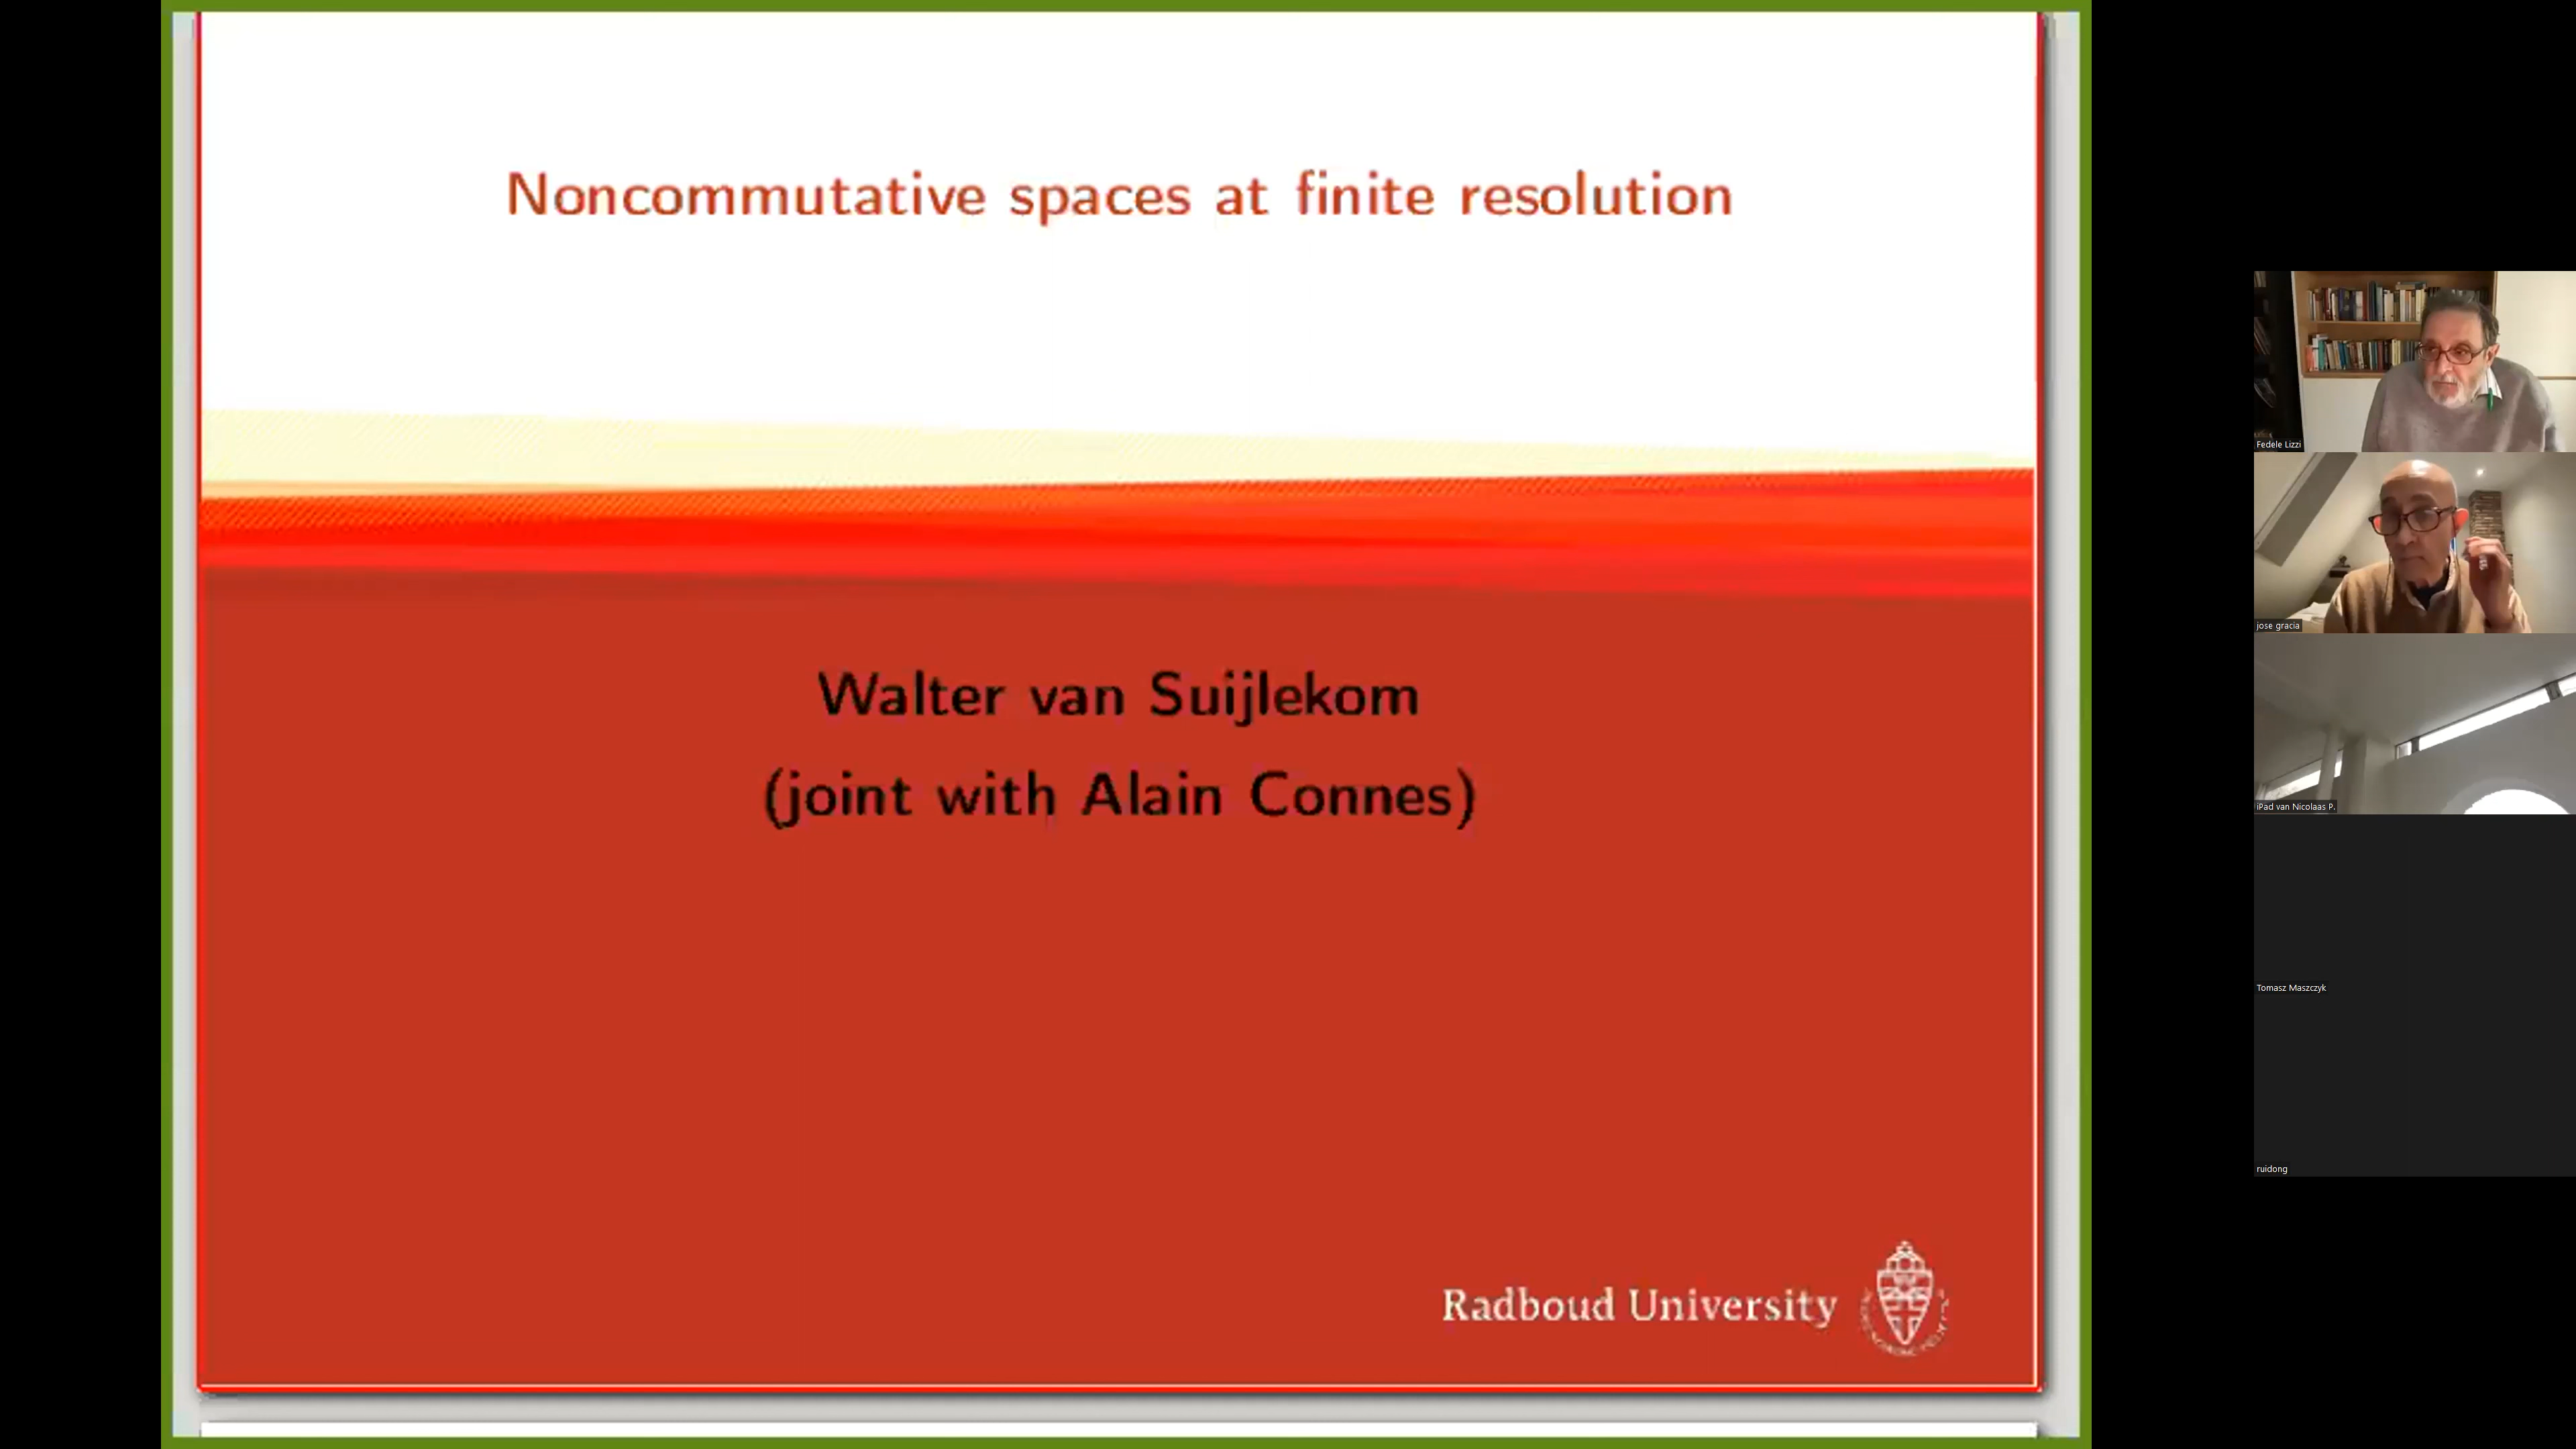 Noncommutative spaces at finite resolution
Walter van Suijlekom
(joint with Alain Connes)
Radboud University
Fedele Lizzi
jose gracia
iPad van Nicolaas P.
Tomasz Maszczyk
ruidong